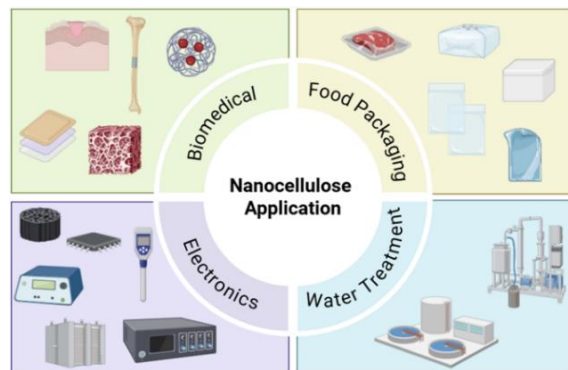 Biomedical
Food Packaging
Nanocellulose
Application
Electronics
Water Treatment